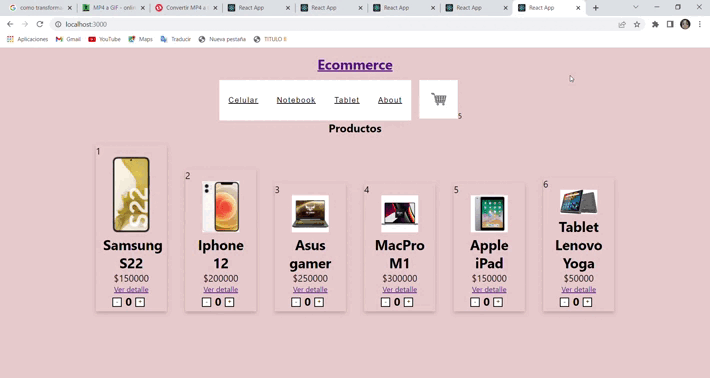 como transforma
MP4 a GIF - online
Convertir MP4 a
React App
React App
React App
React App
React App
localhost:3000
Aplicaciones
Gmail
YouTube
Maps
Traducir
Nueva pestaña
TITULO II
Ecommerce
Celular
Notebook
Tablet
About
5
Productos
1
S22
Samsung
S22
$150000
Ver detalle
- 0 +
2
Iphone
12
$200000
Ver detalle
- 0 +
3
Asus
gamer
$250000
Ver detalle
- 0 +
4
MacPro
M1
$300000
Ver detalle
- 0 +
5
Apple
iPad
$150000
Ver detalle
- 0 +
6
Tablet
Lenovo
Yoga
$50000
Ver detalle
- 0 +